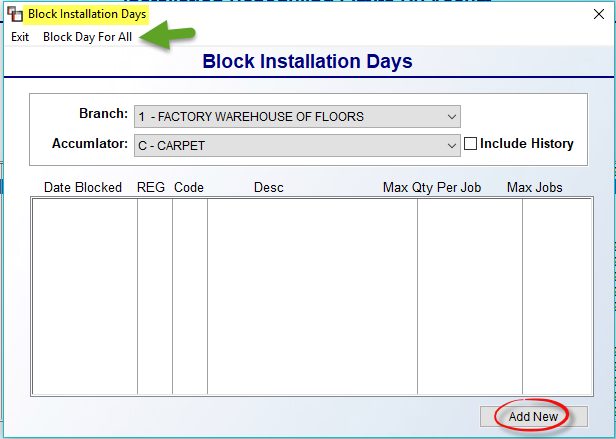 Block Installation Days
Exit Block Day For All
Block Installation Days
Branch: 1 - FACTORY WAREHOUSE OF FLOORS
Accumlator: C - CARPET Include History
Date Blocked REG Code Desc Max Qty Per Job Max Jobs
Add New